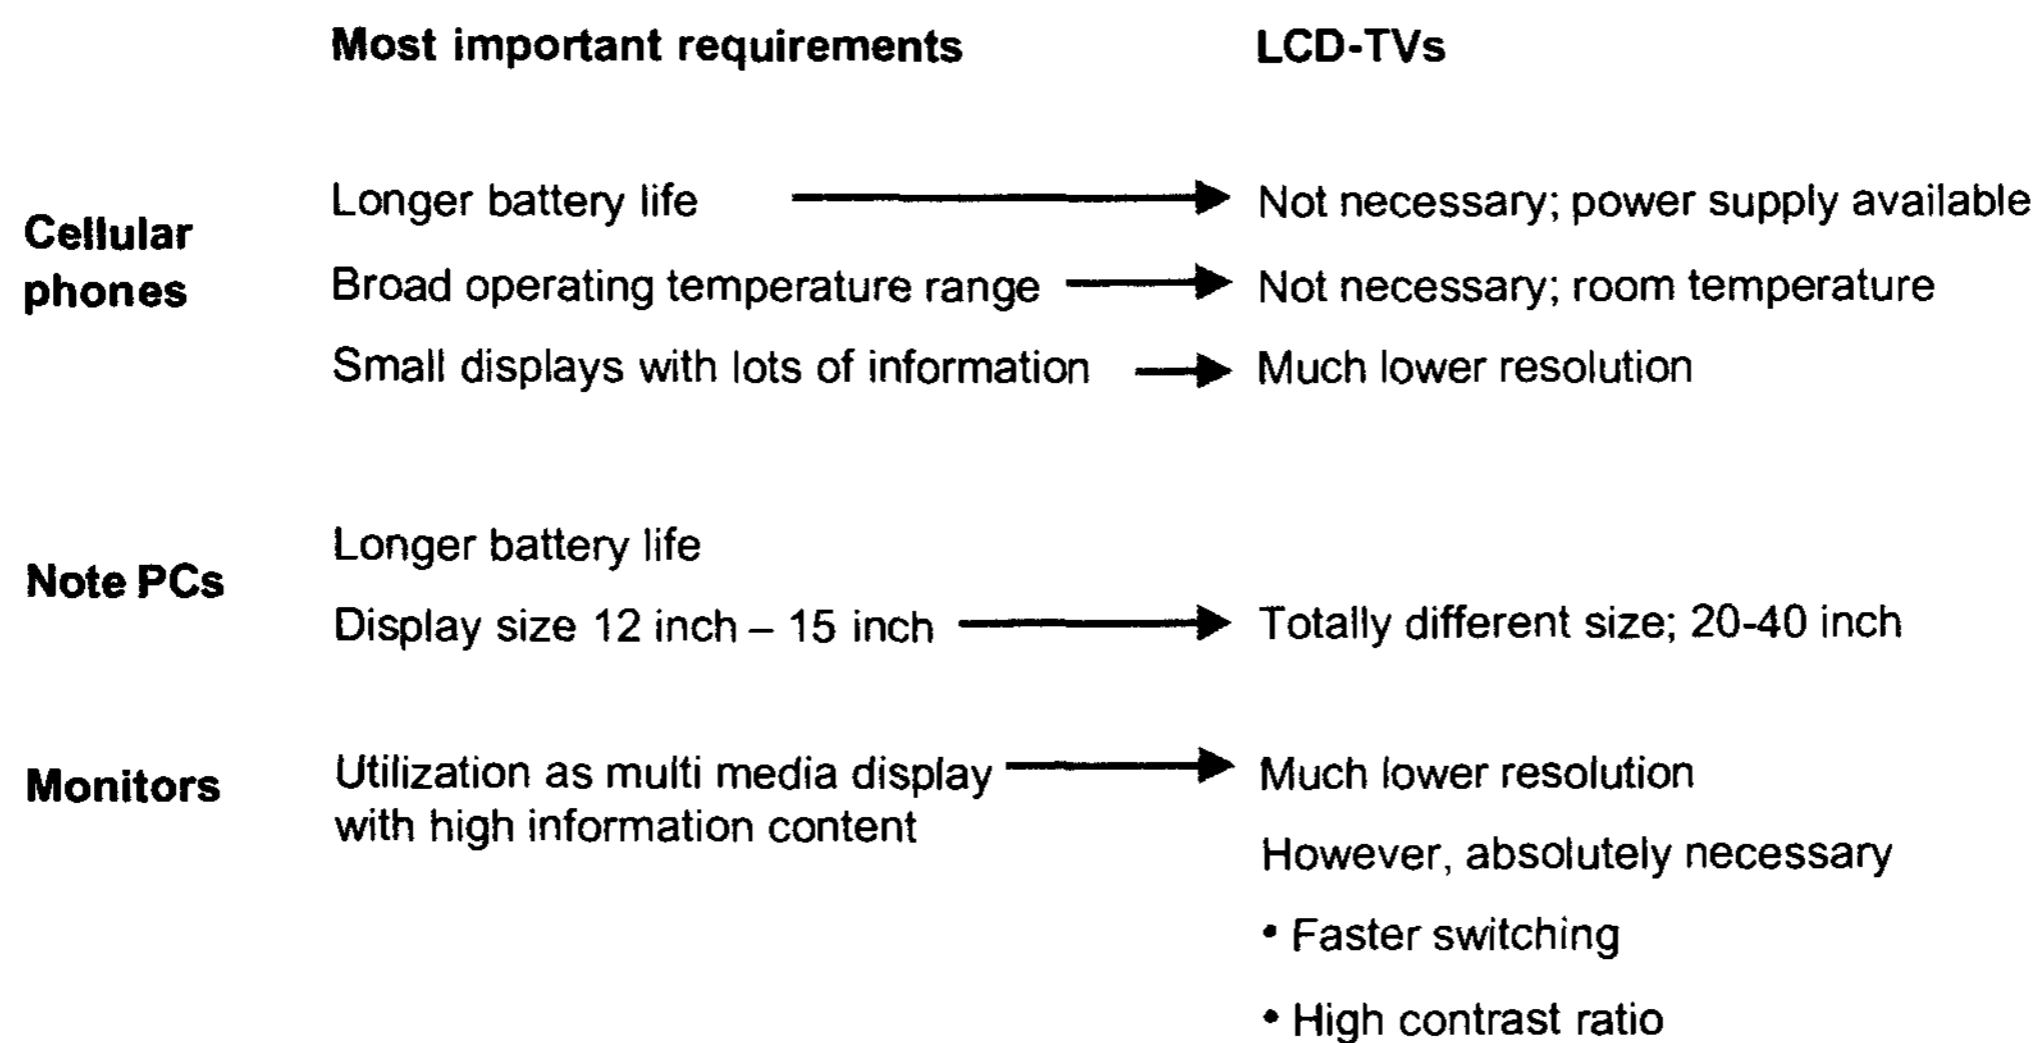 Most important requirements LCD-TVs
Cellular phones
Longer battery life Not necessary; power supply available
Broad operating temperature range Not necessary; room temperature
Small displays with lots of information Much lower resolution
Note PCs
Longer battery life
Display size 12 inch – 15 inch Totally different size; 20-40 inch
Monitors
Utilization as multi media display Much lower resolution
with high information content
However, absolutely necessary
• Faster switching
• High contrast ratio